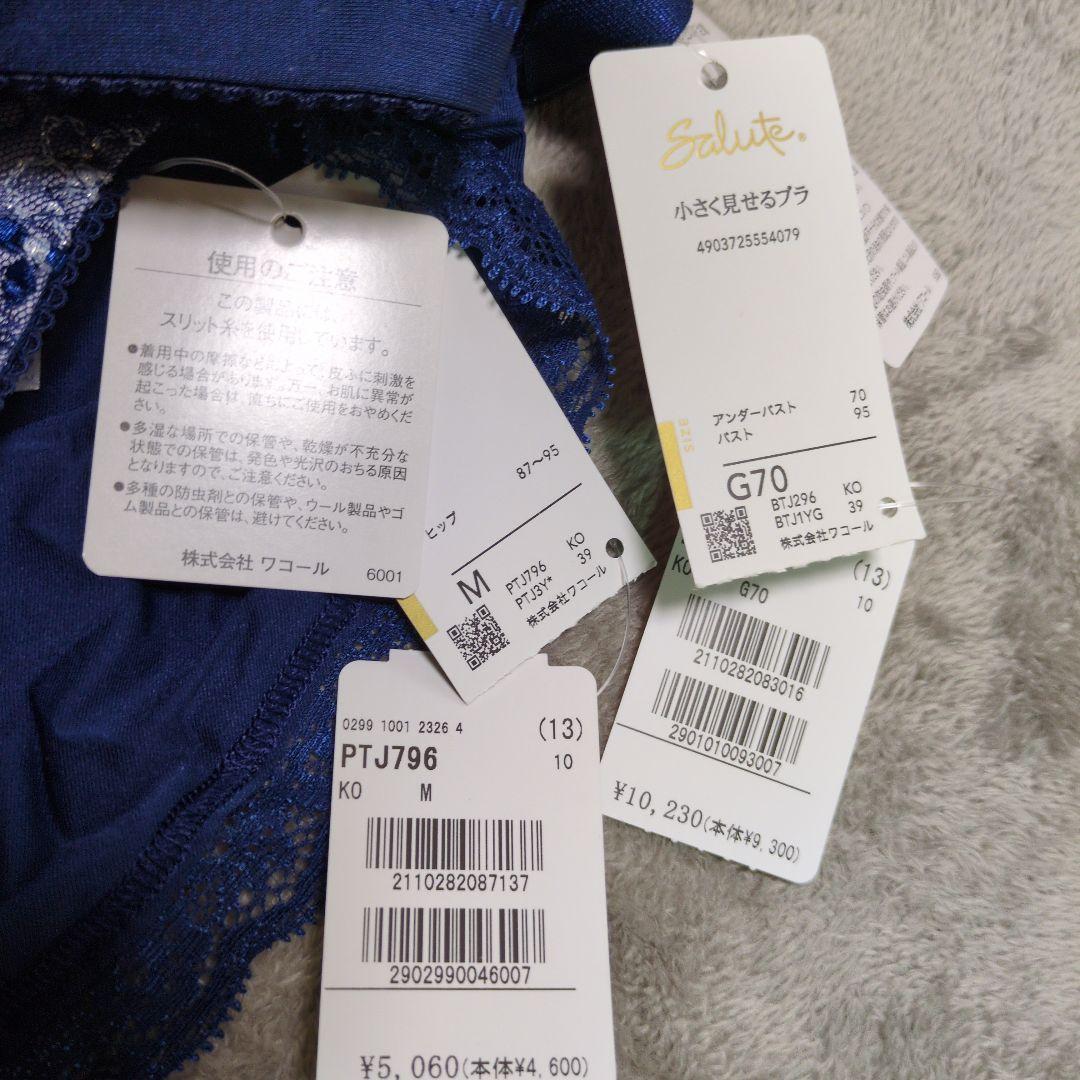 使用のご注意
この製品には、
スリット糸を使用しています。
●着用中の摩擦などによって、皮ふに刺激を
感じる場合があります。万一、お肌に異常が
起こった場合は、直ちにご使用をおやめくだ
さい。
●多湿な場所での保管や、乾燥が不充分な
状態での保管は、発色や光沢のおちる原因
となりますので、ご注意ください。
●多種の防虫剤との保管や、ウール製品やゴ
ム製品との保管は、避けてください。
株式会社 ワコール
6001
87〜95
ヒップ
M
PTJ796 KO
PTJ3Y* 39
株式会社ワコール
Salute®
小さく見せるブラ
4903725554079
SIZE
アンダーバスト 70
バスト 95
G70
BTJ296 KO
BTJ1YG 39
株式会社ワコール
KO G70 (13)
10
2110282083016
2901010093007
¥10,230(本体¥9,300)
0299 1001 2326 4 (13)
PTJ796 10
KO M
2110282087137
2902990046007
¥5,060(本体¥4,600)